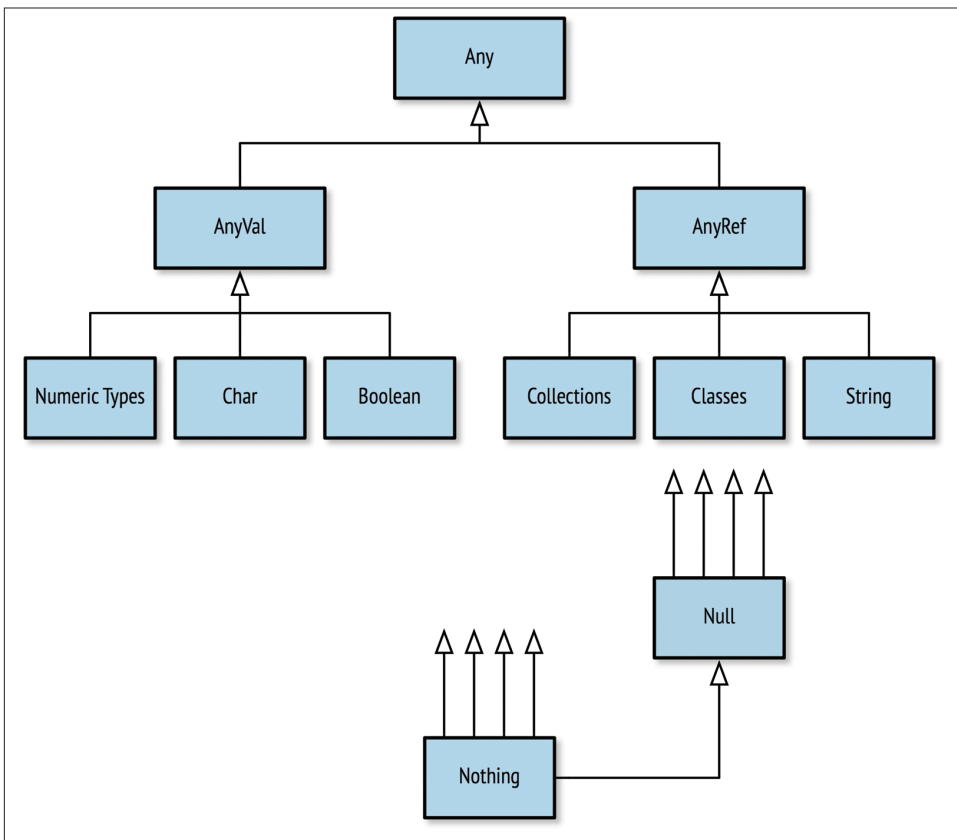 Any
AnyVal
AnyRef
Numeric Types
Char
Boolean
Collections
Classes
String
Null
Nothing